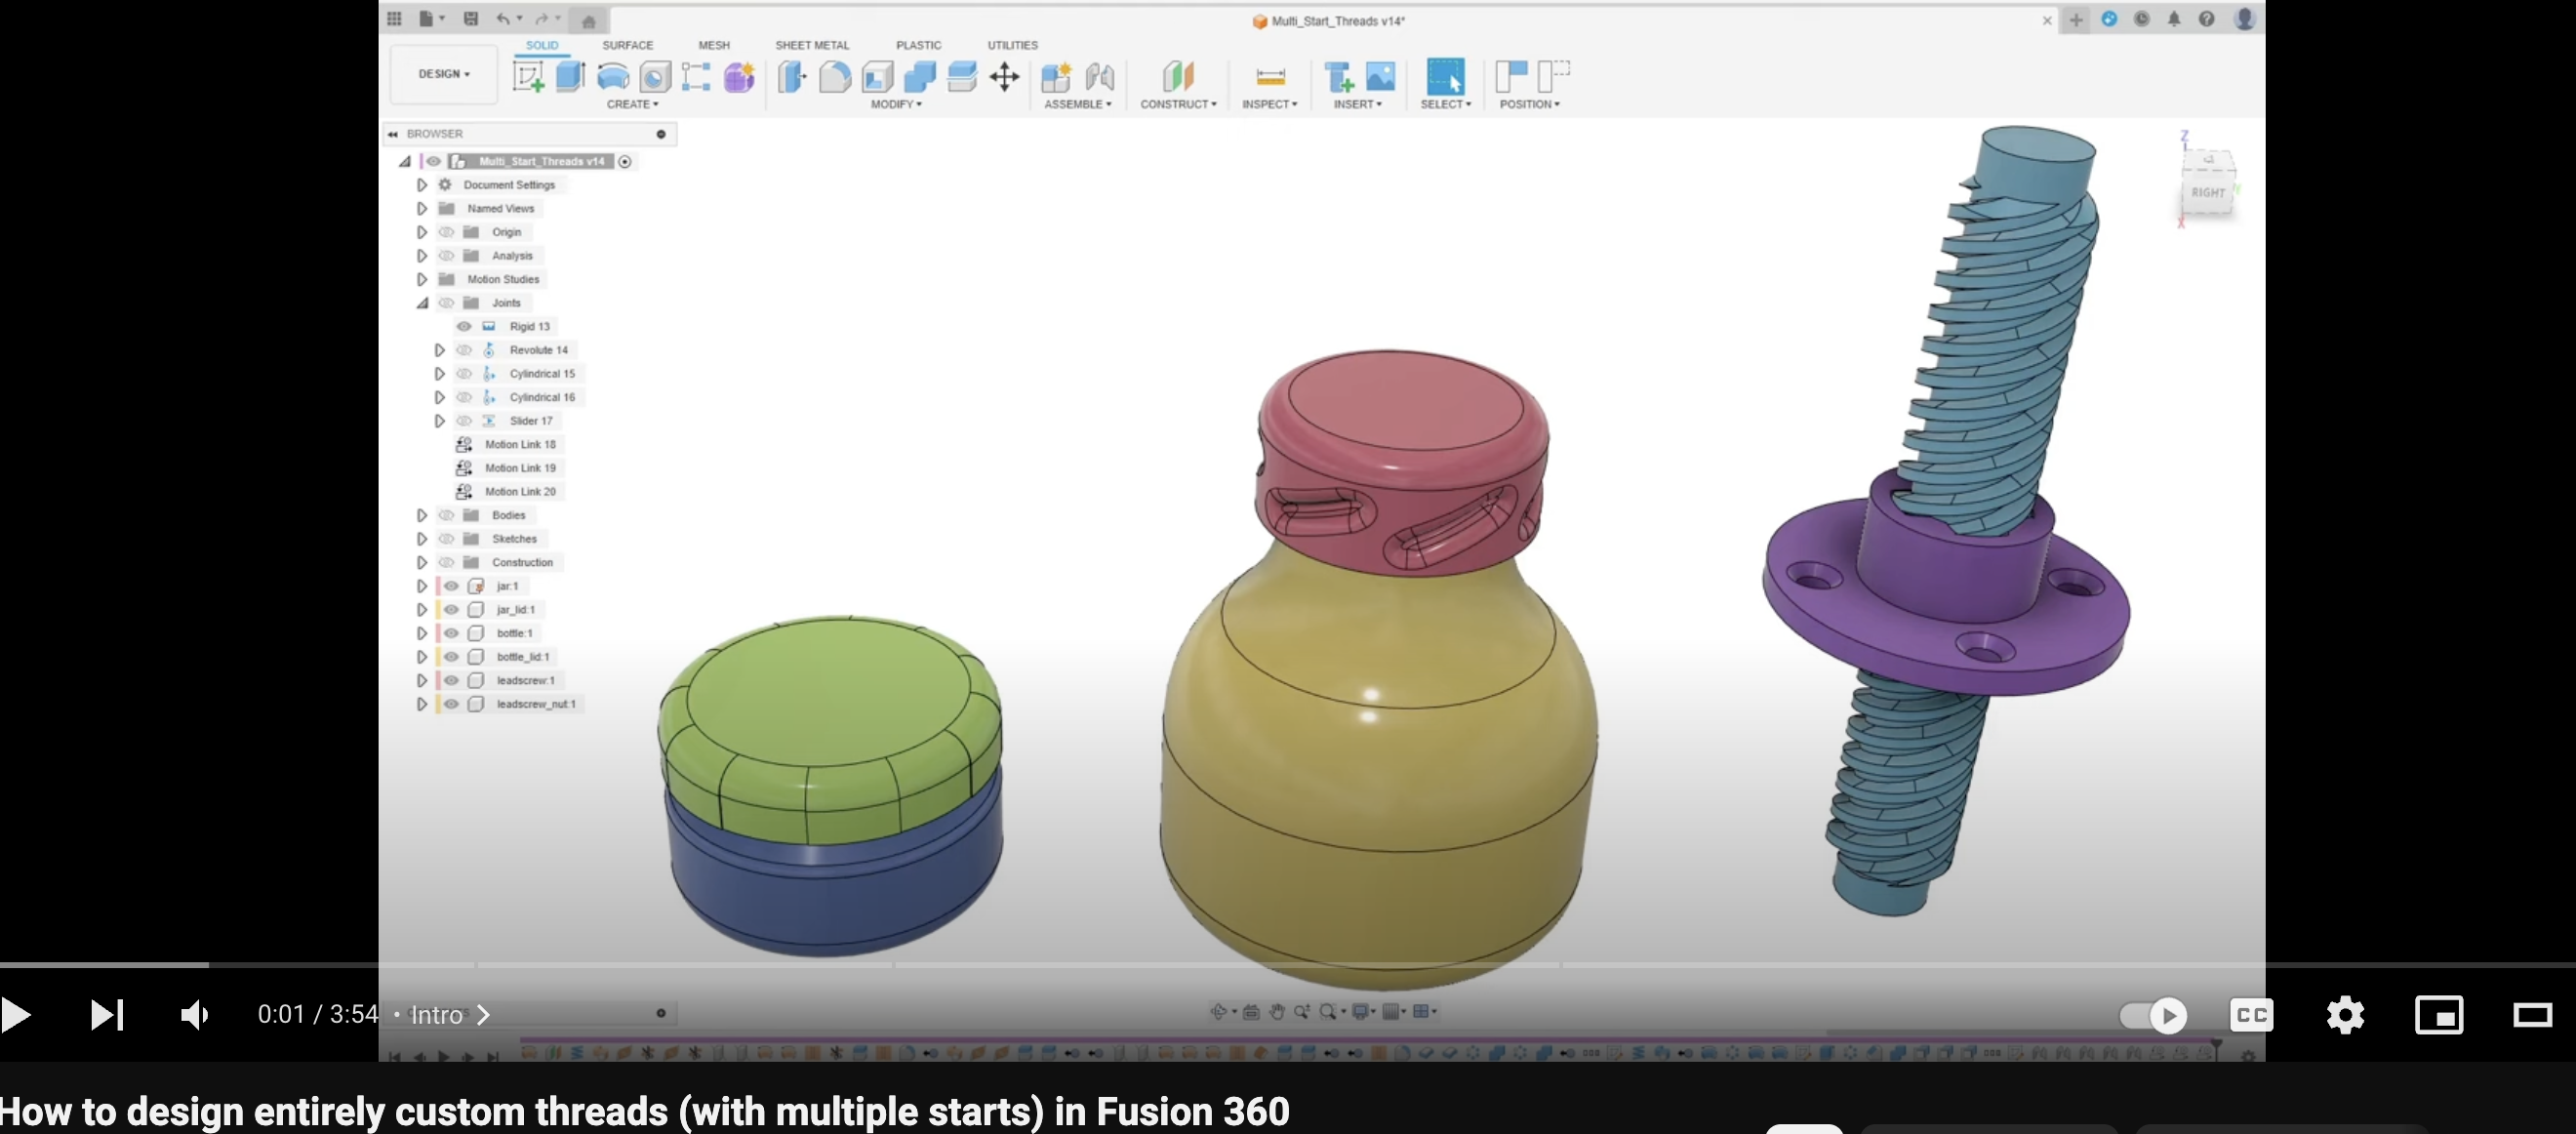 Multi_Start_Threads v14*
SOLID SURFACE MESH SHEET METAL PLASTIC UTILITIES
DESIGN
CREATE MODIFY ASSEMBLE CONSTRUCT INSPECT INSERT SELECT POSITION
BROWSER
Multi_Start_Threads v14
Document Settings
Named Views
Origin
Analysis
Motion Studies
Joints
Rigid 13
Revolute 14
Cylindrical 15
Cylindrical 16
Slider 17
Motion Link 18
Motion Link 19
Motion Link 20
Bodies
Sketches
Construction
jar:1
jar_lid:1
bottle:1
bottle_lid:1
leadscrew:1
leadscrew_nut:1
Z
RIGHT
Y
X
0:01 / 3:54 • Intro
CC
How to design entirely custom threads (with multiple starts) in Fusion 360